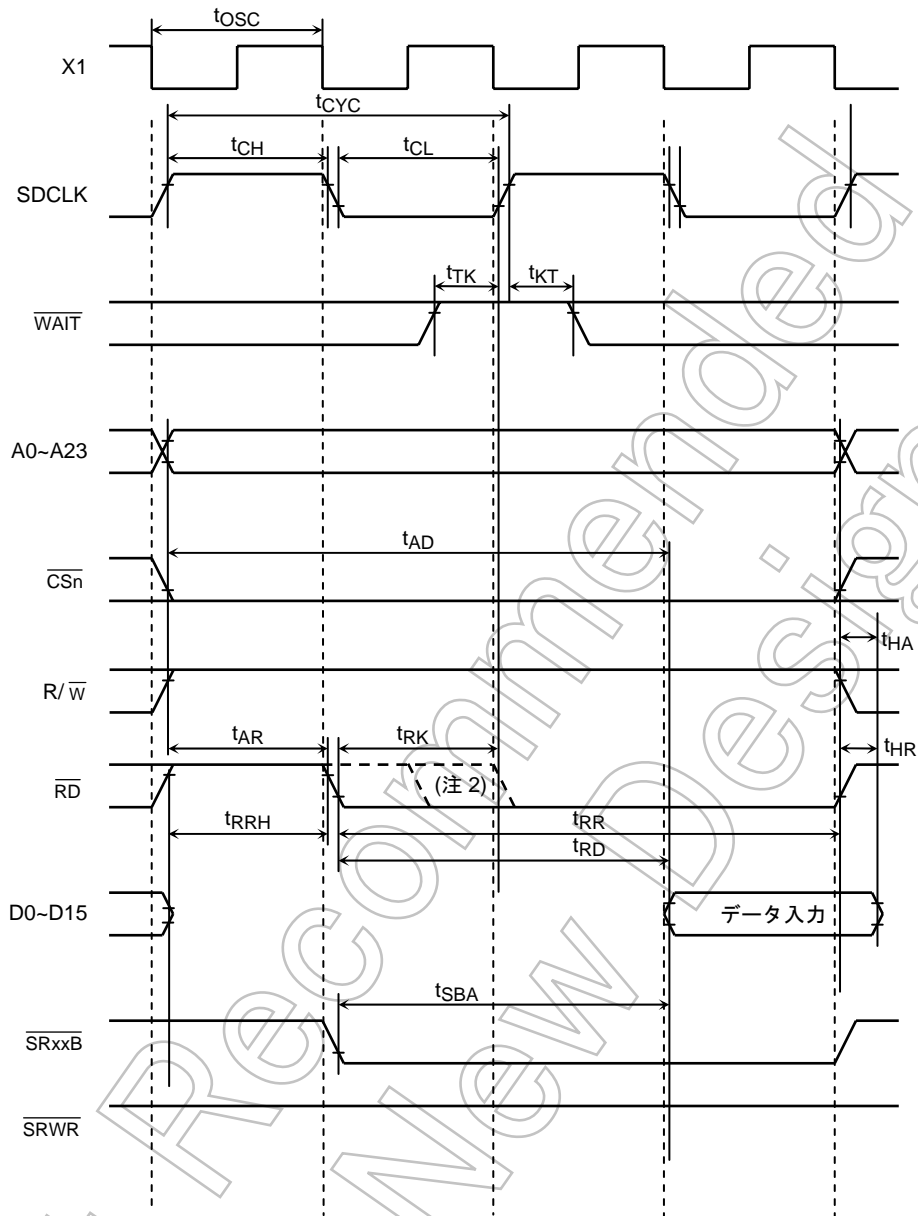 tOSC
X1
tCYC
tCH
tCL
SDCLK
tTK
tKT
WAIT
A0~A23
tAD
CSn
tHA
R/ W
tAR
tRK
tHR
RD
(注 2)
tRRH
tRR
tRD
D0~D15
データ入力
tSBA
SRxxB
SRWR
Recommended
New Design